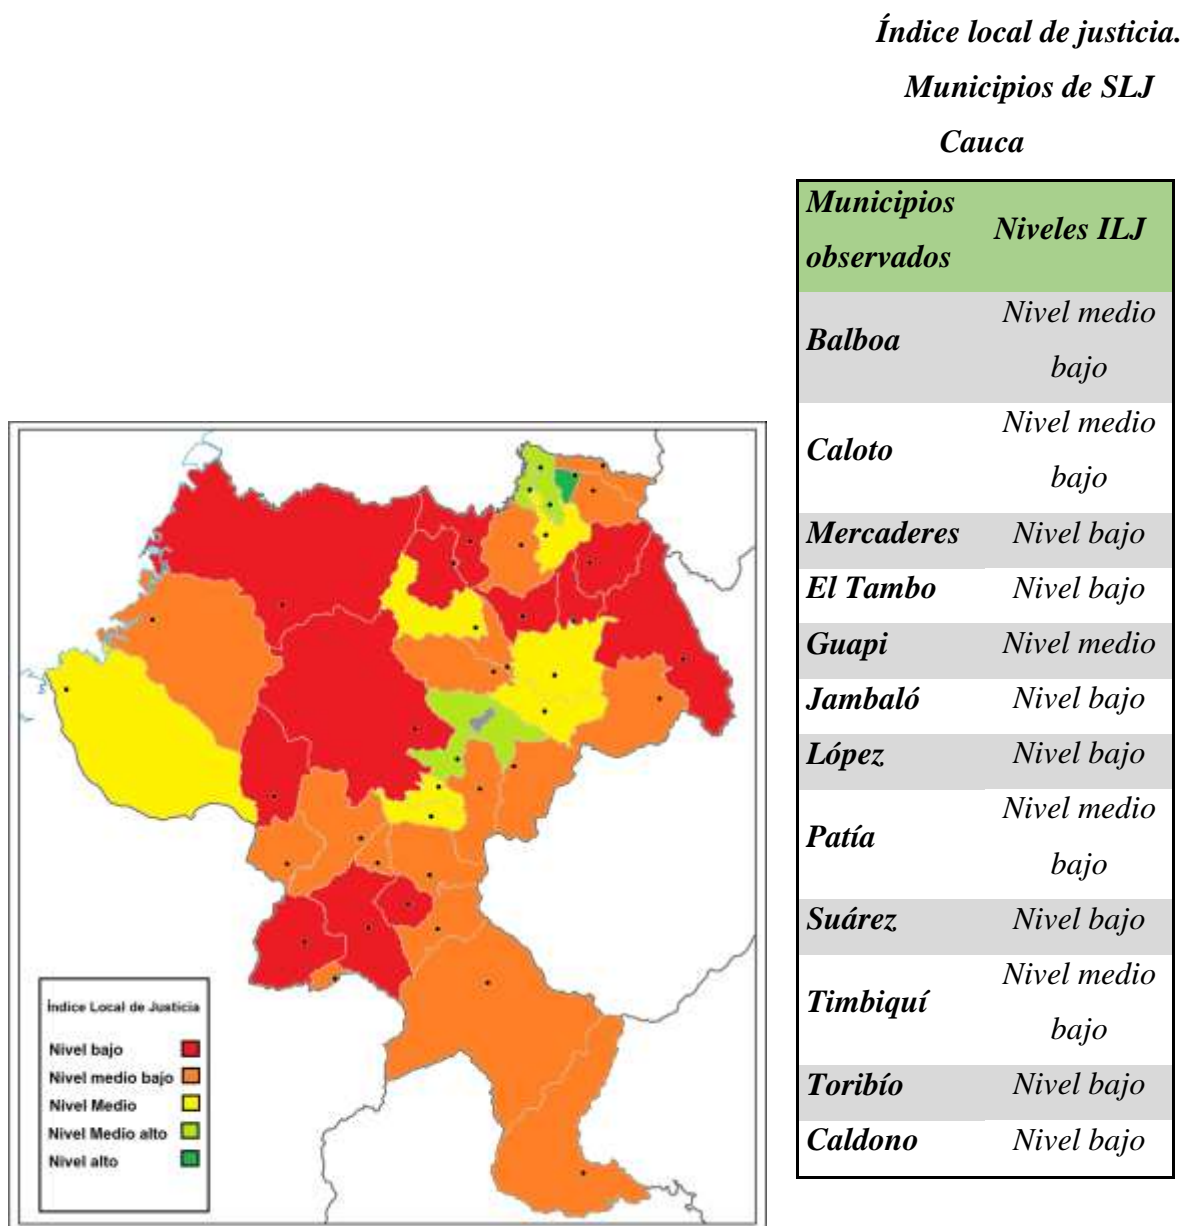 Índice local de justicia.
Municipios de SLJ
Cauca
Municipios
observados
Niveles ILJ
Balboa
Nivel medio
bajo
Caloto
Nivel medio
bajo
Mercaderes
Nivel bajo
El Tambo
Nivel bajo
Guapi
Nivel medio
Jambaló
Nivel bajo
López
Nivel bajo
Patía
Nivel medio
bajo
Suárez
Nivel bajo
Timbiquí
Nivel medio
bajo
Toribío
Nivel bajo
Caldono
Nivel bajo
Índice Local de Justicia
Nivel bajo
Nivel medio bajo
Nivel Medio
Nivel Medio alto
Nivel alto